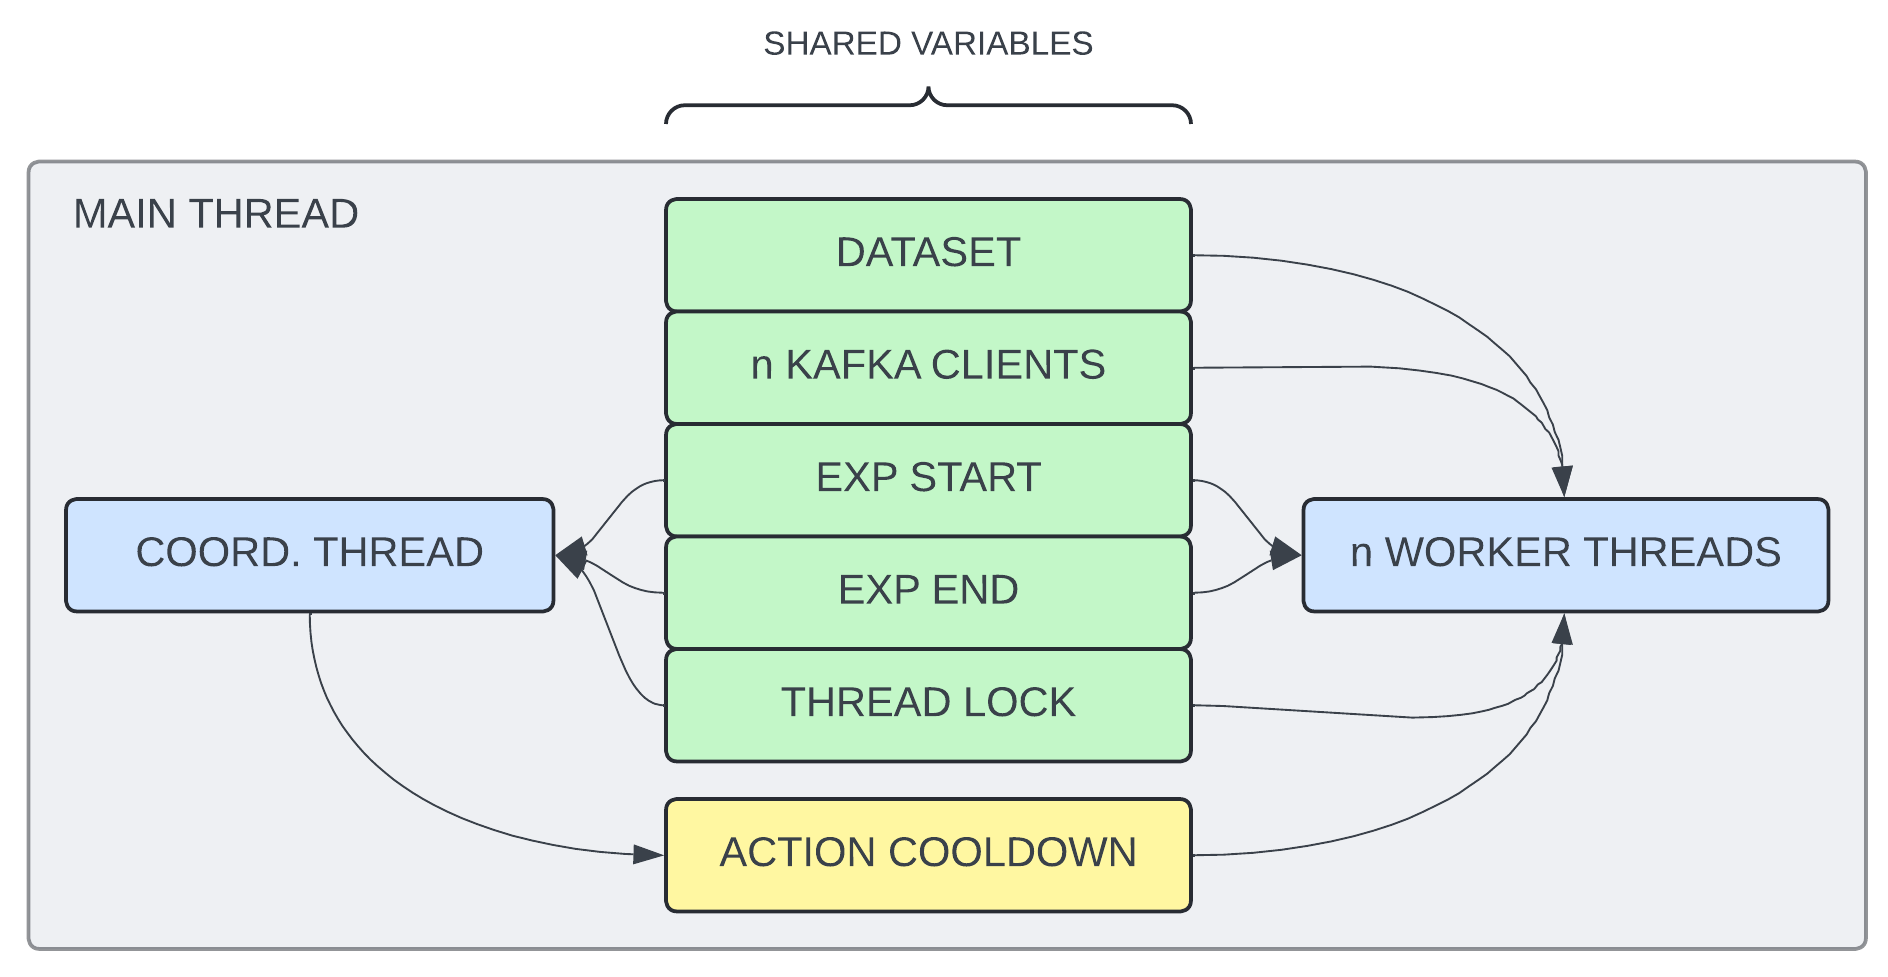 SHARED VARIABLES
MAIN THREAD
DATASET
n KAFKA CLIENTS
EXP START
COORD. THREAD
n WORKER THREADS
EXP END
THREAD LOCK
ACTION COOLDOWN